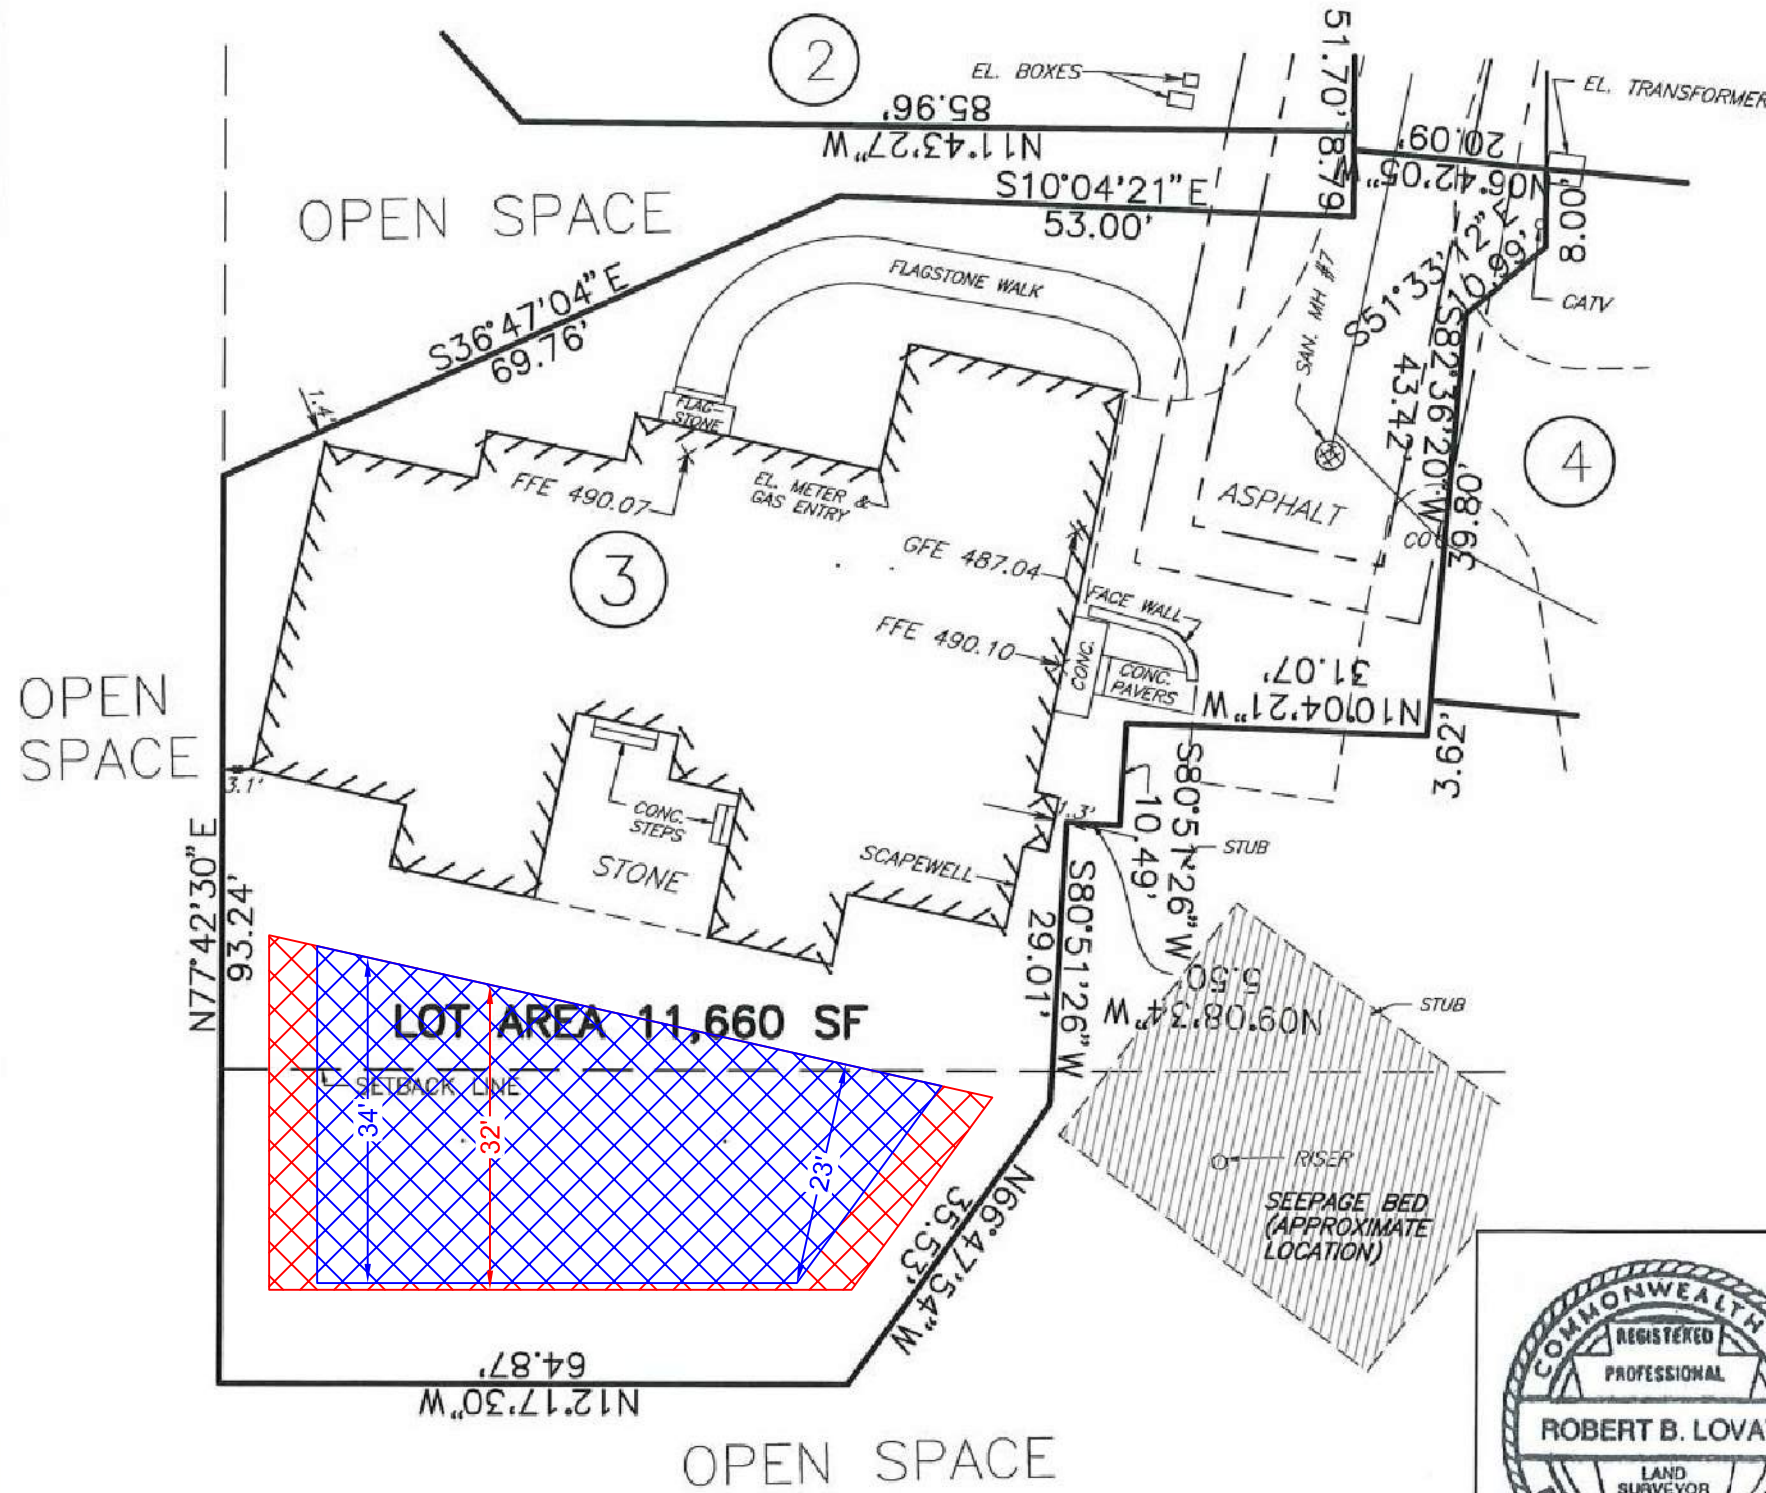 2
EL. BOXES
EL. TRANSFORMER
51.70'
8.79'
85.96'
N11°43'27"W
20.09'
N06°42'05"W
8.00'
OPEN SPACE
S10°04'21"E
53.00'
S51°33'12"E
10.99'
CATV
FLAGSTONE WALK
SAN. MH #7
S36°47'04"E
69.76'
S82°36'20"W
43.42'
1.4'
FLAG-
STONE
4
FFE 490.07
EL. METER &
GAS ENTRY
ASPHALT
39.80'
CO
GFE 487.04
3
FACE WALL
FFE 490.10
CONC.
CONC.
PAVERS
31.07'
N10°04'21"W
OPEN
SPACE
3.62'
3.1'
CONC.
STEPS
1.3'
S80°51'26"W
10.49'
STUB
STONE
SCAPEWELL
N77°42'30"E
93.24'
S80°51'26"W
29.01'
5.50
N09°08'34"W
STUB
LOT AREA 11,660 SF
SETBACK LINE
34'
32'
23'
RISER
SEEPAGE BED
(APPROXIMATE
LOCATION)
N66°47'54"W
35.53'
64.87'
N12°17'30"W
OPEN SPACE
COMMONWEALTH
REGISTERED
PROFESSIONAL
ROBERT B. LOVA
LAND
SURVEYOR